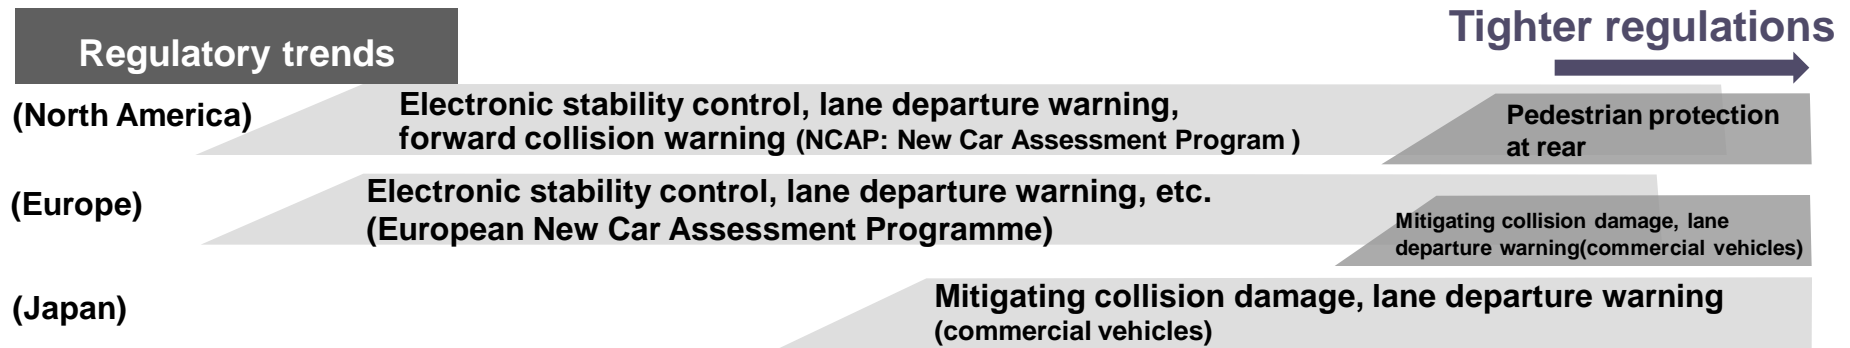 Tighter regulations
Regulatory trends
(North America)
Electronic stability control, lane departure warning,
forward collision warning (NCAP: New Car Assessment Program )
Pedestrian protection
at rear
(Europe)
Electronic stability control, lane departure warning, etc.
(European New Car Assessment Programme)
Mitigating collision damage, lane
departure warning(commercial vehicles)
(Japan)
Mitigating collision damage, lane departure warning
(commercial vehicles)